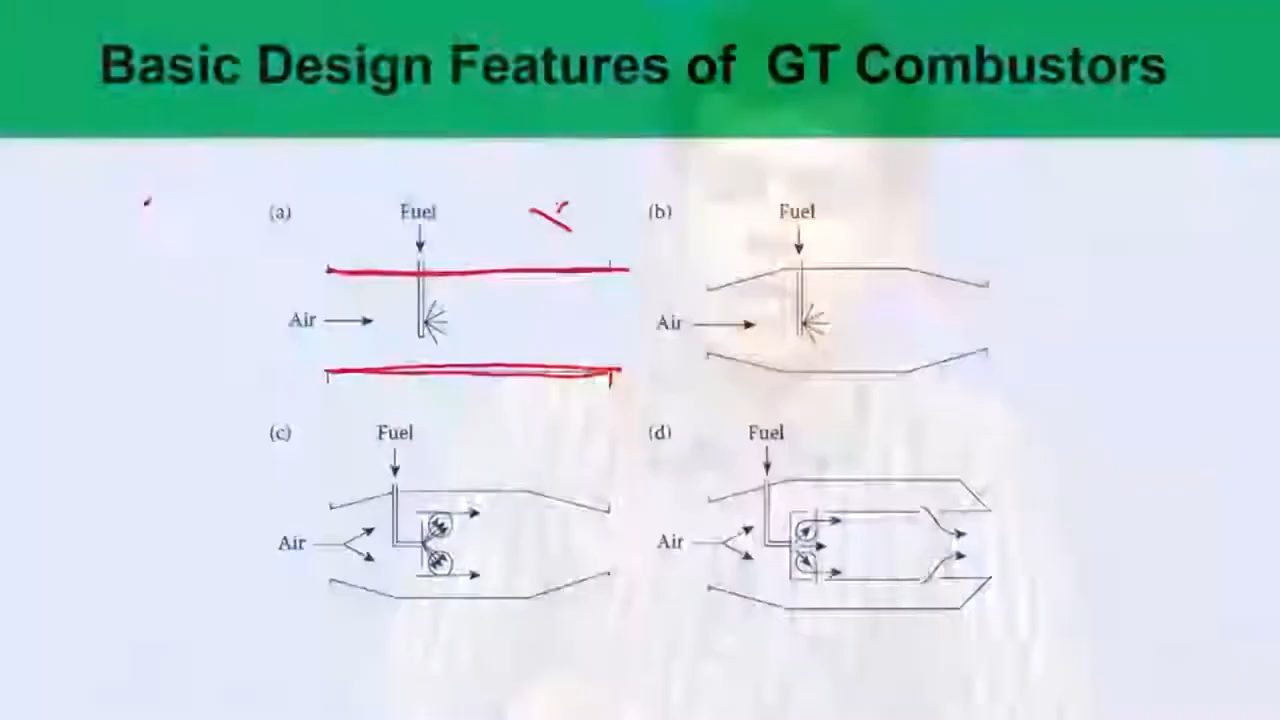 Basic Design Features of GT Combustors
(a) Fuel
(b) Fuel
Air
Air
(c) Fuel
(d) Fuel
Air
Air